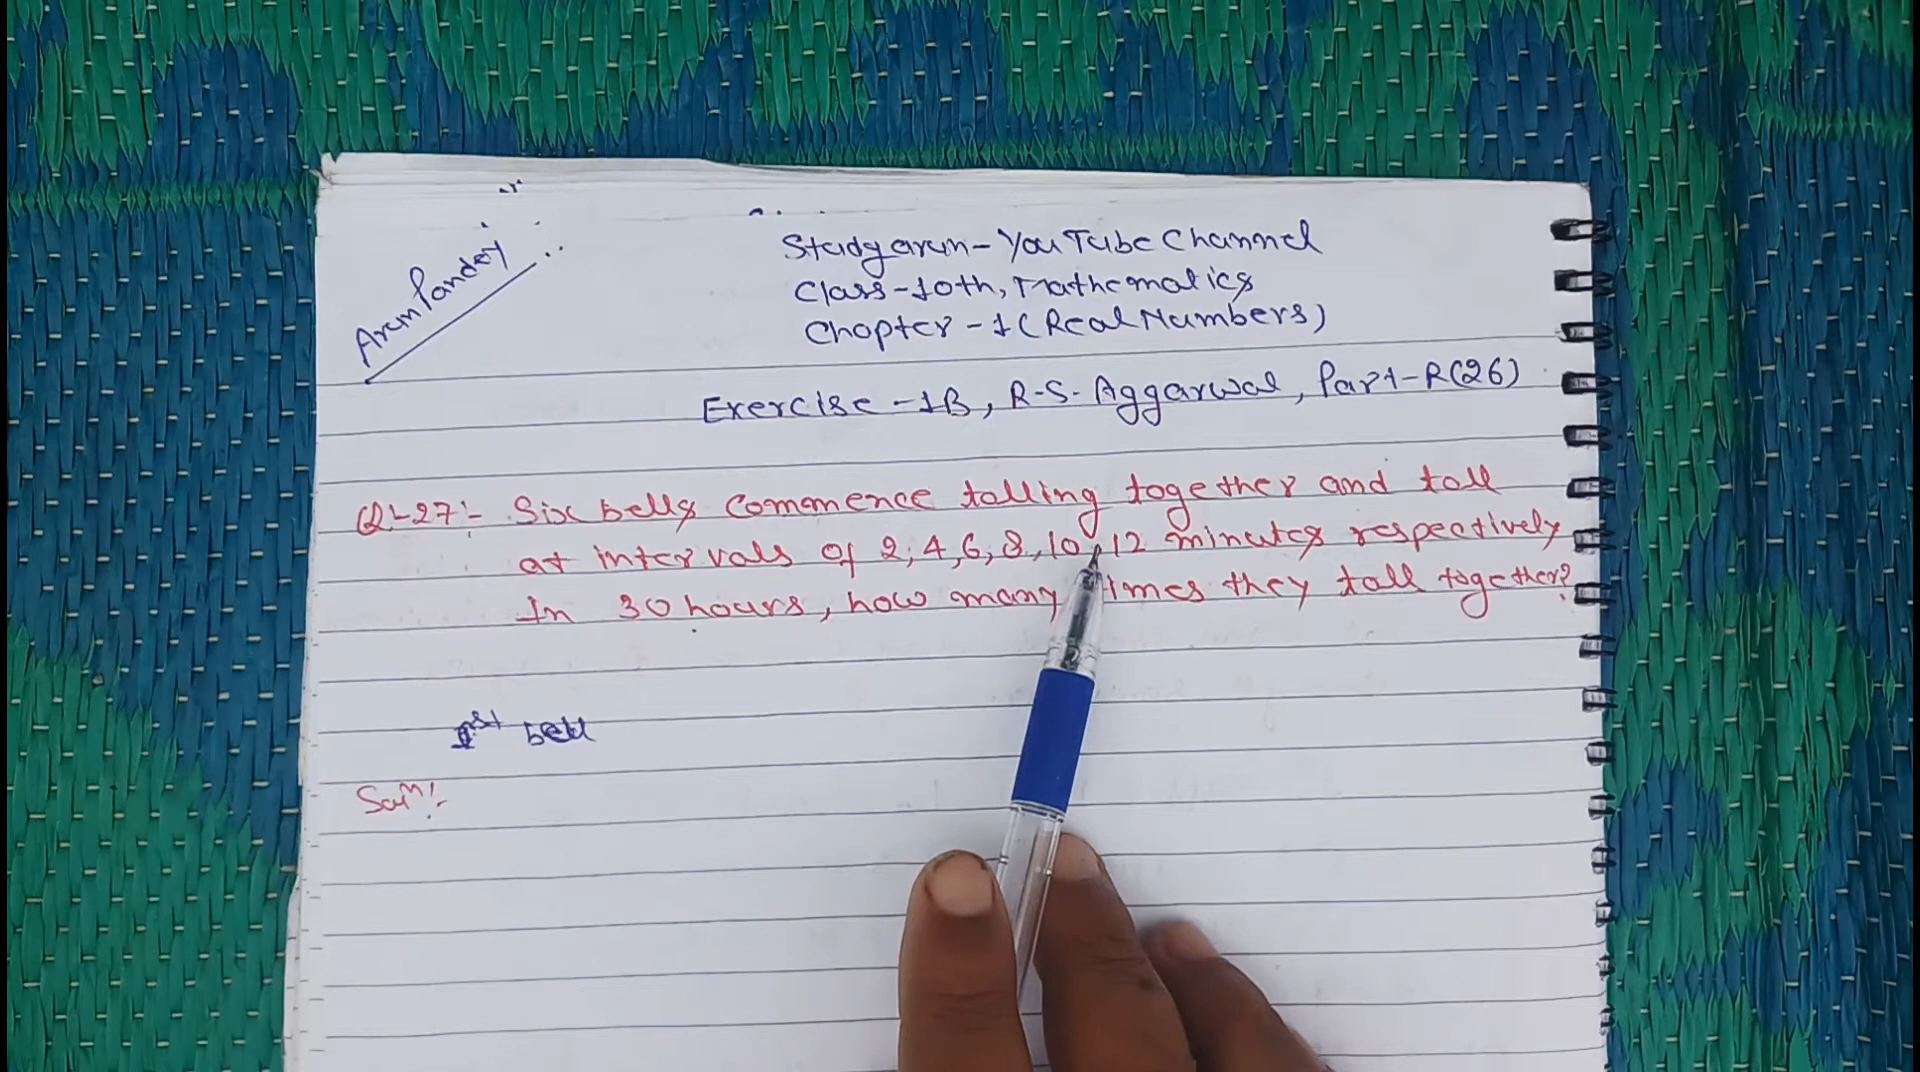 Arun Pandey
Studyarun - YouTube Channel
Class - 10th, Mathematics
Chapter - 1 (Real Numbers)
Exercise - 1B, R.S. Aggarwal, Part - R(26)
Q:-27:- Six bells commence tolling together and toll
at intervals of 2, 4, 6, 8, 10, 12 minutes respectively
In 30 hours, how many times they toll together?
1st bell
Soln:-